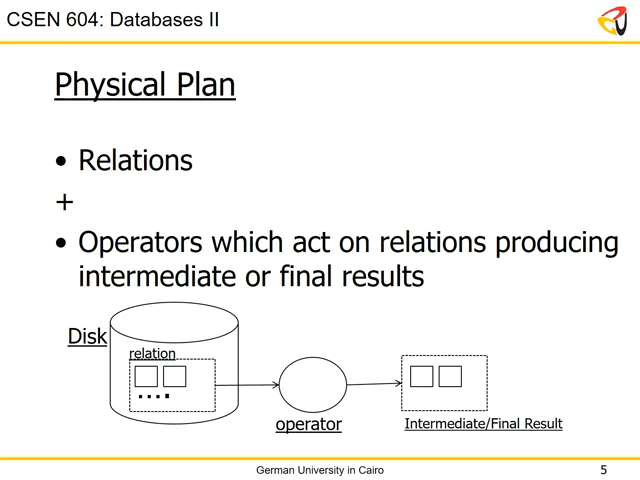 CSEN 604: Databases II
Physical Plan
• Relations
+
• Operators which act on relations producing
intermediate or final results
Disk
relation
....
operator
Intermediate/Final Result
German University in Cairo
5